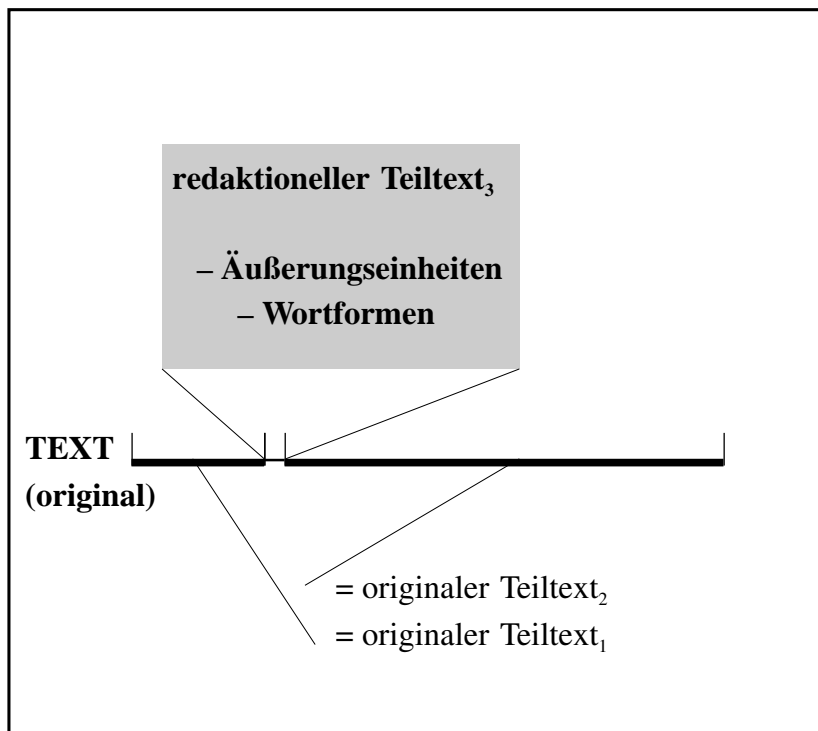 redaktioneller Teiltext₃
– Äußerungseinheiten
– Wortformen
TEXT
(original)
= originaler Teiltext₂
= originaler Teiltext₁